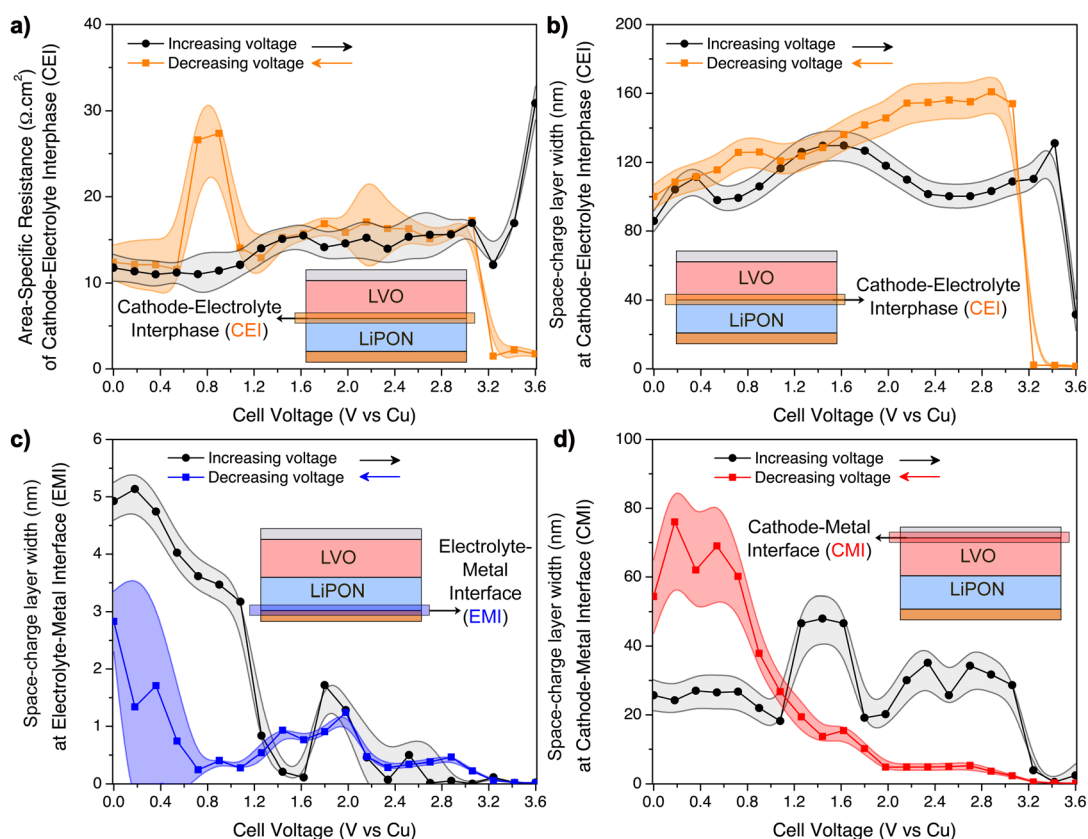 a)
Area-Specific Resistance (Ω.cm²)
of Cathode-Electrolyte Interphase (CEI)
40
30
20
10
0
Increasing voltage
Decreasing voltage
LVO
LiPON
Cathode-Electrolyte
Interphase (CEI)
0.0 0.4 0.8 1.2 1.6 2.0 2.4 2.8 3.2 3.6
Cell Voltage (V vs Cu)
b)
Space-charge layer width (nm)
at Cathode-Electrolyte Interphase (CEI)
200
160
120
80
40
0
Increasing voltage
Decreasing voltage
LVO
LiPON
Cathode-Electrolyte
Interphase (CEI)
0.0 0.4 0.8 1.2 1.6 2.0 2.4 2.8 3.2 3.6
Cell Voltage (V vs Cu)
c)
Space-charge layer width (nm)
at Electrolyte-Metal Interface (EMI)
6
5
4
3
2
1
0
Increasing voltage
Decreasing voltage
LVO
LiPON
Electrolyte-
Metal
Interface
(EMI)
0.0 0.4 0.8 1.2 1.6 2.0 2.4 2.8 3.2 3.6
Cell Voltage (V vs Cu)
d)
Space-charge layer width (nm)
at Cathode-Metal Interface (CMI)
100
80
60
40
20
0
Increasing voltage
Decreasing voltage
Cathode-Metal
Interface (CMI)
LVO
LiPON
0.0 0.4 0.8 1.2 1.6 2.0 2.4 2.8 3.2 3.6
Cell Voltage (V vs Cu)